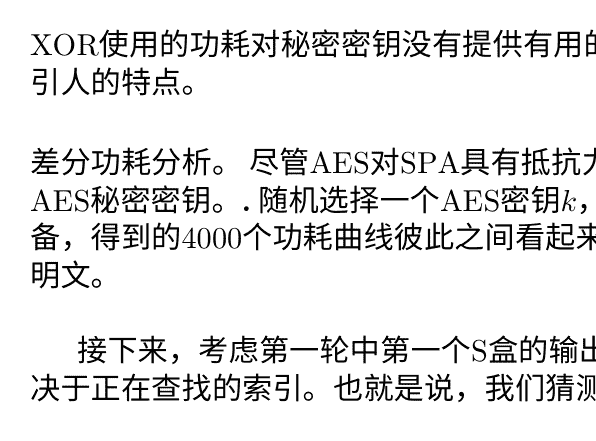 XOR使用的功耗对秘密密钥没有提供有用的
引人的特点。
差分功耗分析。 尽管AES对SPA具有抵抗力
AES秘密密钥。. 随机选择一个AES密钥k，
备，得到的4000个功耗曲线彼此之间看起来
明文。
接下来，考虑第一轮中第一个S盒的输出
决于正在查找的索引。也就是说，我们猜测